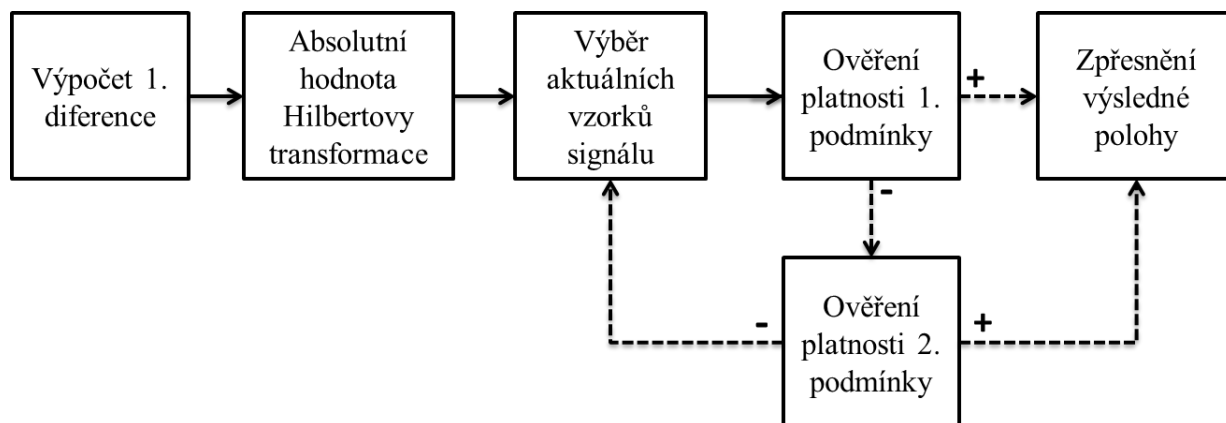 Výpočet 1.
diference
Absolutní
hodnota
Hilbertovy
transformace
Výběr
aktuálních
vzorků
signálu
Ověření
platnosti 1.
podmínky
+
Zpřesnění
výsledné
polohy
-
Ověření
platnosti 2.
podmínky
-
+